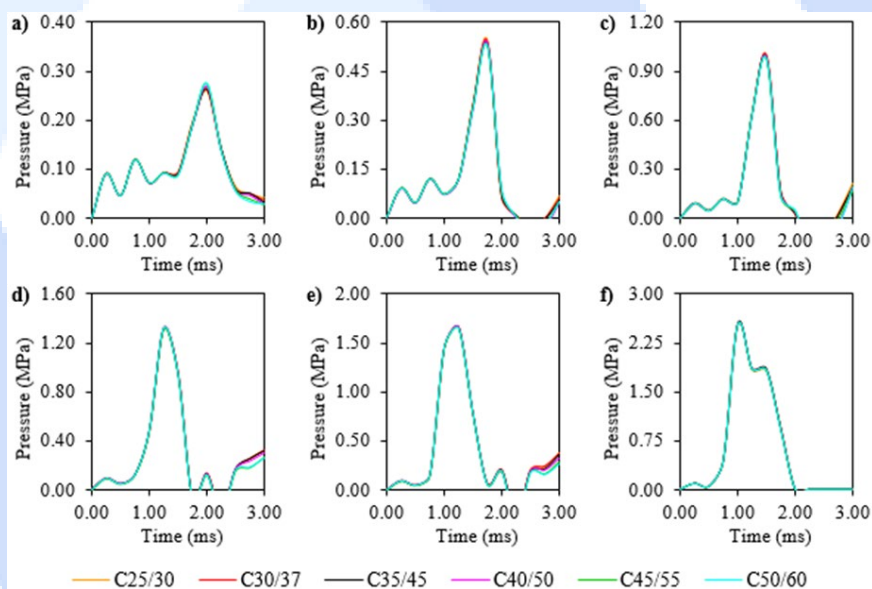 a)
0.40
0.30
0.20
0.10
0.00
Pressure (MPa)
0.00 1.00 2.00 3.00
Time (ms)
b)
0.60
0.45
0.30
0.15
0.00
Pressure (MPa)
0.00 1.00 2.00 3.00
Time (ms)
c)
1.20
0.90
0.60
0.30
0.00
Pressure (MPa)
0.00 1.00 2.00 3.00
Time (ms)
d)
1.60
1.20
0.80
0.40
0.00
Pressure (MPa)
0.00 1.00 2.00 3.00
Time (ms)
e)
2.00
1.50
1.00
0.50
0.00
Pressure (MPa)
0.00 1.00 2.00 3.00
Time (ms)
f)
3.00
2.25
1.50
0.75
0.00
Pressure (MPa)
0.00 1.00 2.00 3.00
Time (ms)
C25/30 C30/37 C35/45 C40/50 C45/55 C50/60